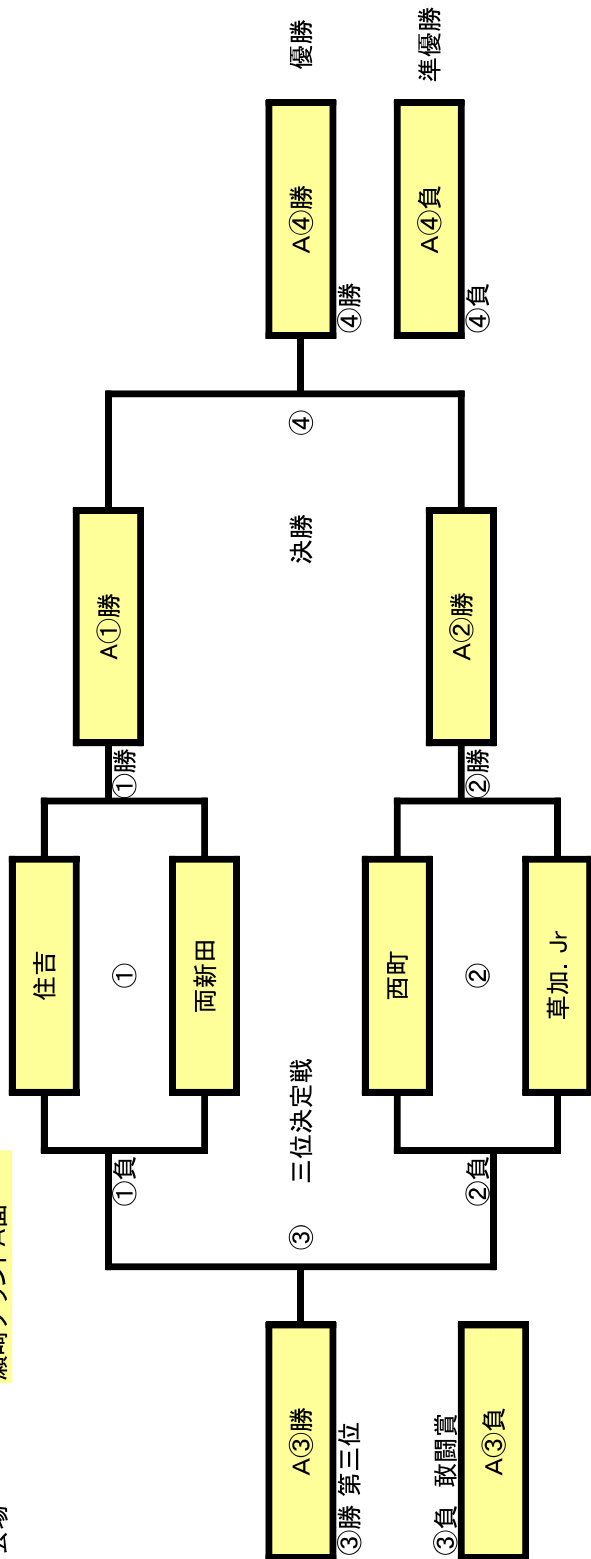 会場
住吉
A①勝
①負
①
①勝
両新田
A③勝
③
三位決定戦
決勝
④
A④勝
優勝
③勝 第三位
④勝
西町
A④負
準優勝
③負 敢闘賞
A②勝
②負
②
②勝
④負
A③負
草加. Jr